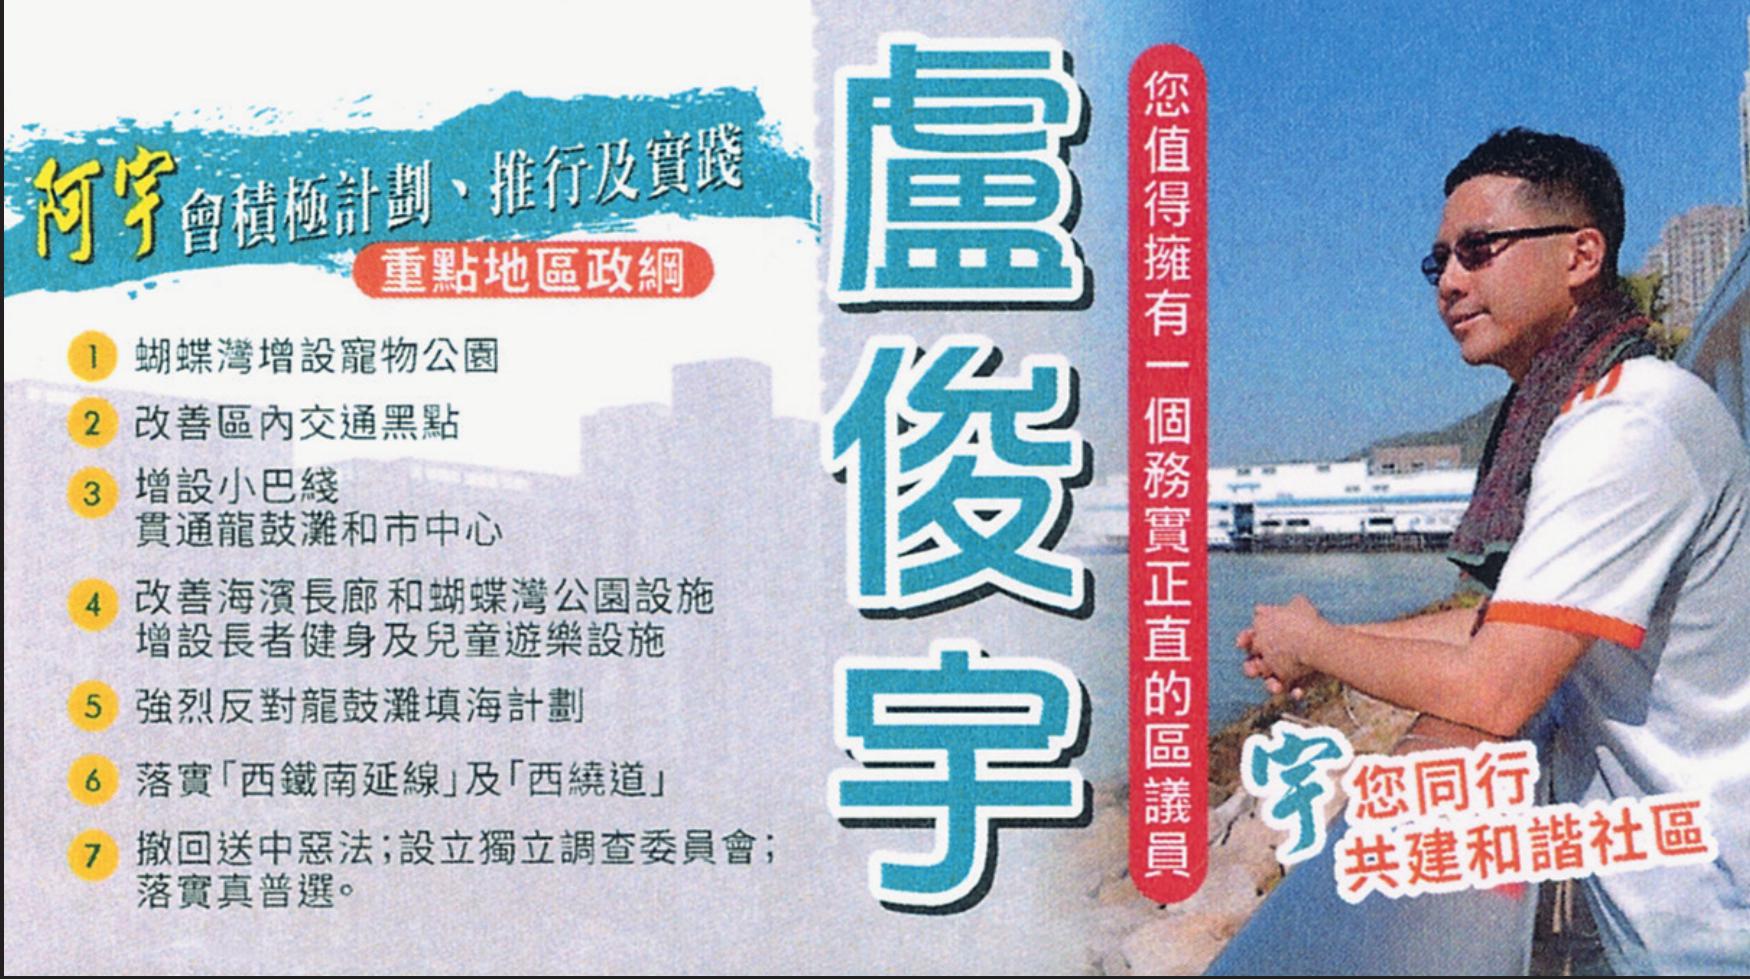 阿宇會積極計劃、推行及實踐
重點地區政綱
1 蝴蝶灣增設寵物公園
2 改善區內交通黑點
3 增設小巴綫
貫通龍鼓灘和市中心
4 改善海濱長廊和蝴蝶灣公園設施
增設長者健身及兒童遊樂設施
5 強烈反對龍鼓灘填海計劃
6 落實「西鐵南延線」及「西繞道」
7 撤回送中惡法；設立獨立調查委員會；
落實真普選。
盧俊宇
您值得擁有一個務實正直的區議員
宇您同行
共建和諧社區